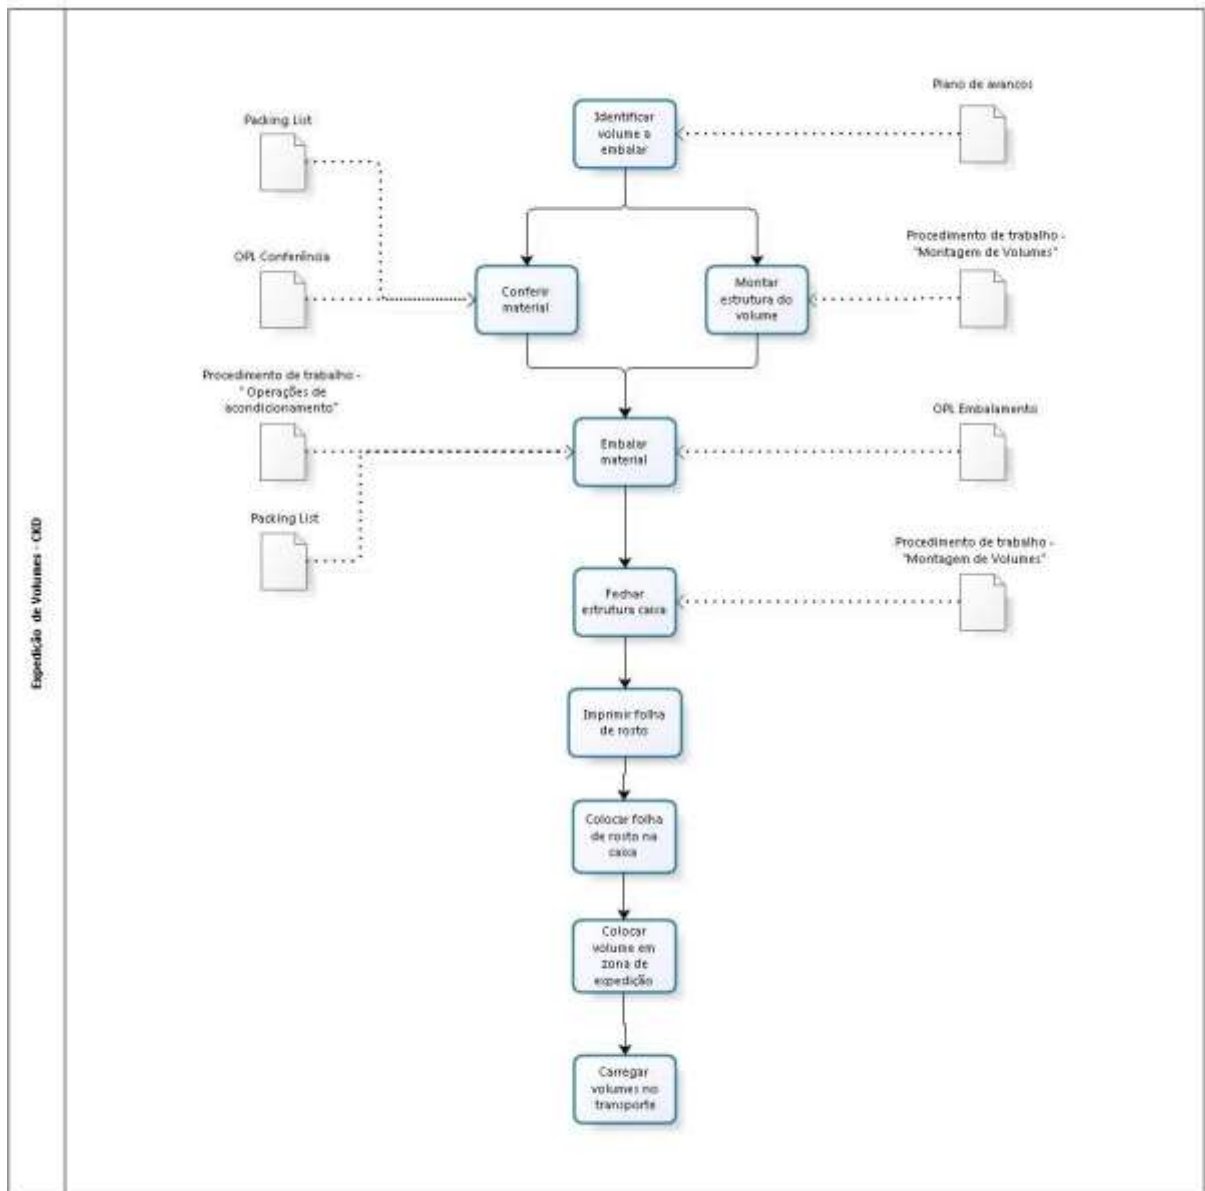 Plano de avancos
Packing List
Identificar
volume a
embalar
Procedimento de trabalho -
"Montagem de Volumes"
OPL Conferência
Conferir
material
Montar
estrutura do
volume
Procedimento de trabalho -
" Operações de
acondicionamento"
OPL Embalamento
Embalar
material
Packing List
Procedimento de trabalho -
"Montagem de Volumes"
Fechar
estrutura caixa
Expedição de Volumes - CKD
Imprimir folha
de rosto
Colocar folha
de rosto na
caixa
Colocar
volume em
zona de
expedição
Carregar
volumes no
transporte